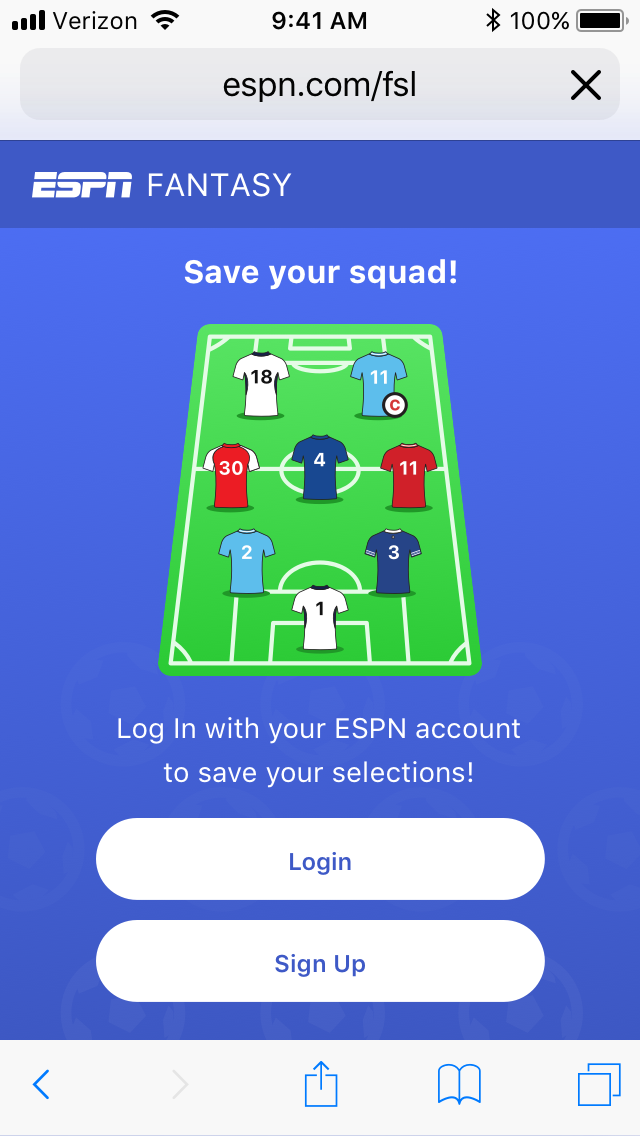 Verizon 9:41 AM 100%
espn.com/fsl
ESPN FANTASY
Save your squad!
18 11
C
30 4 11
2 3
1
Log In with your ESPN account
to save your selections!
Login
Sign Up